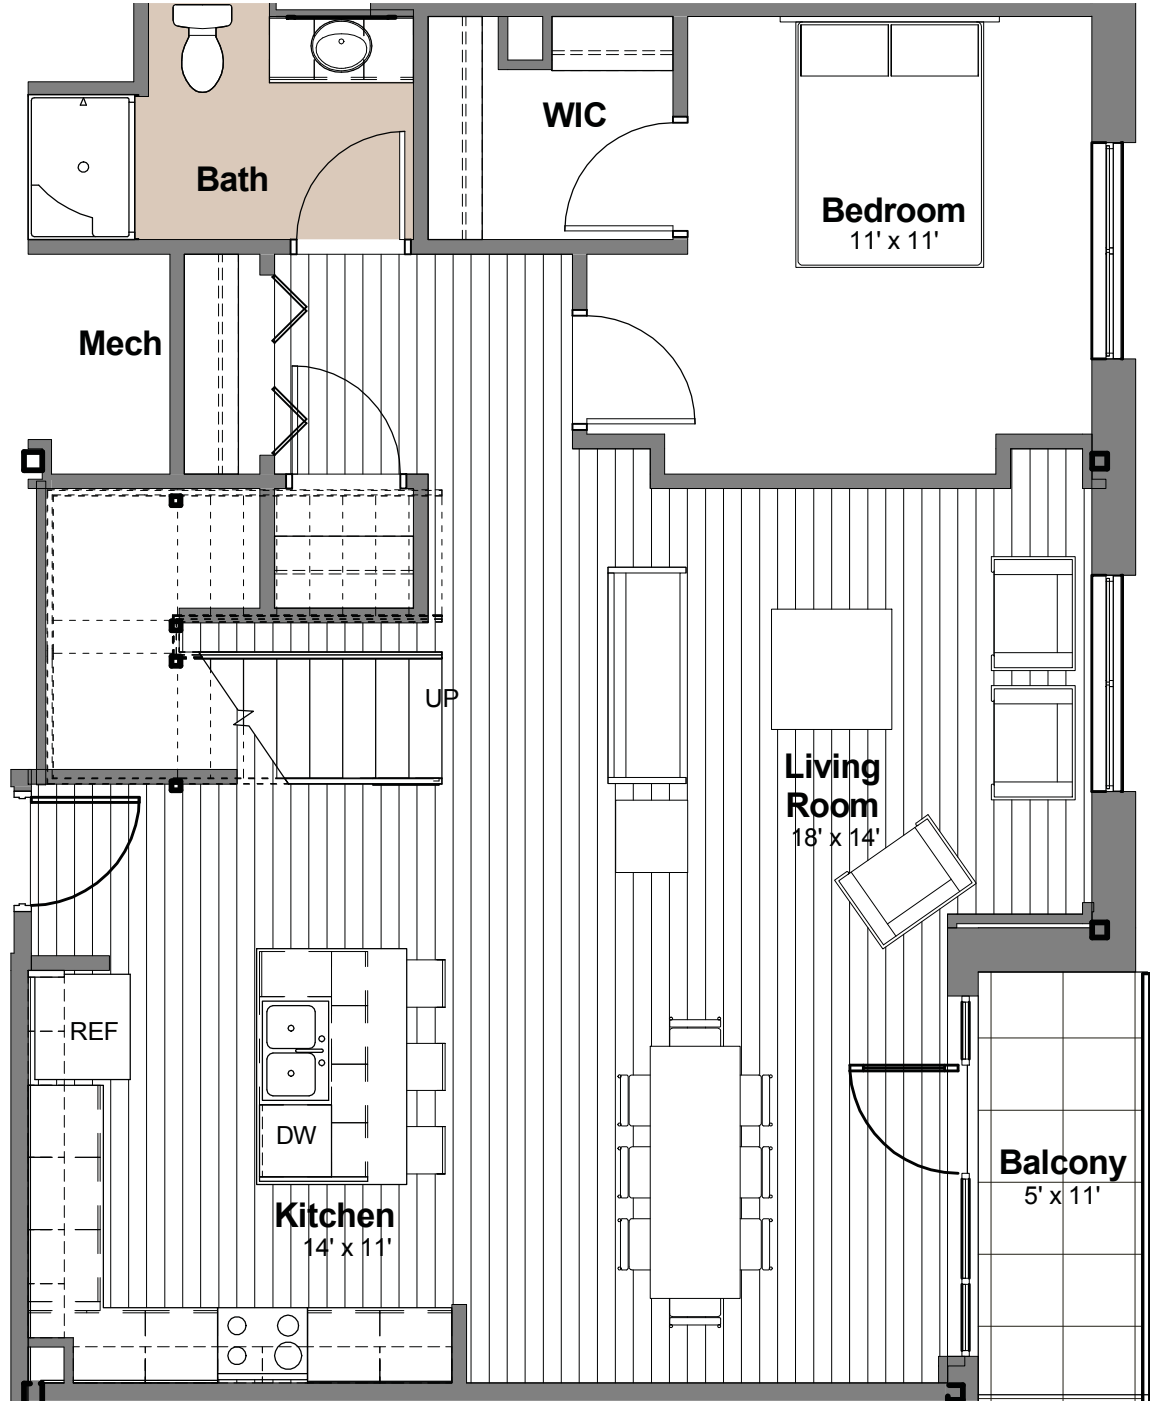 WIC
Bath
Bedroom
11' x 11'
Mech
UP
Living
Room
18' x 14'
REF
DW
Kitchen
14' x 11'
Balcony
5' x 11'